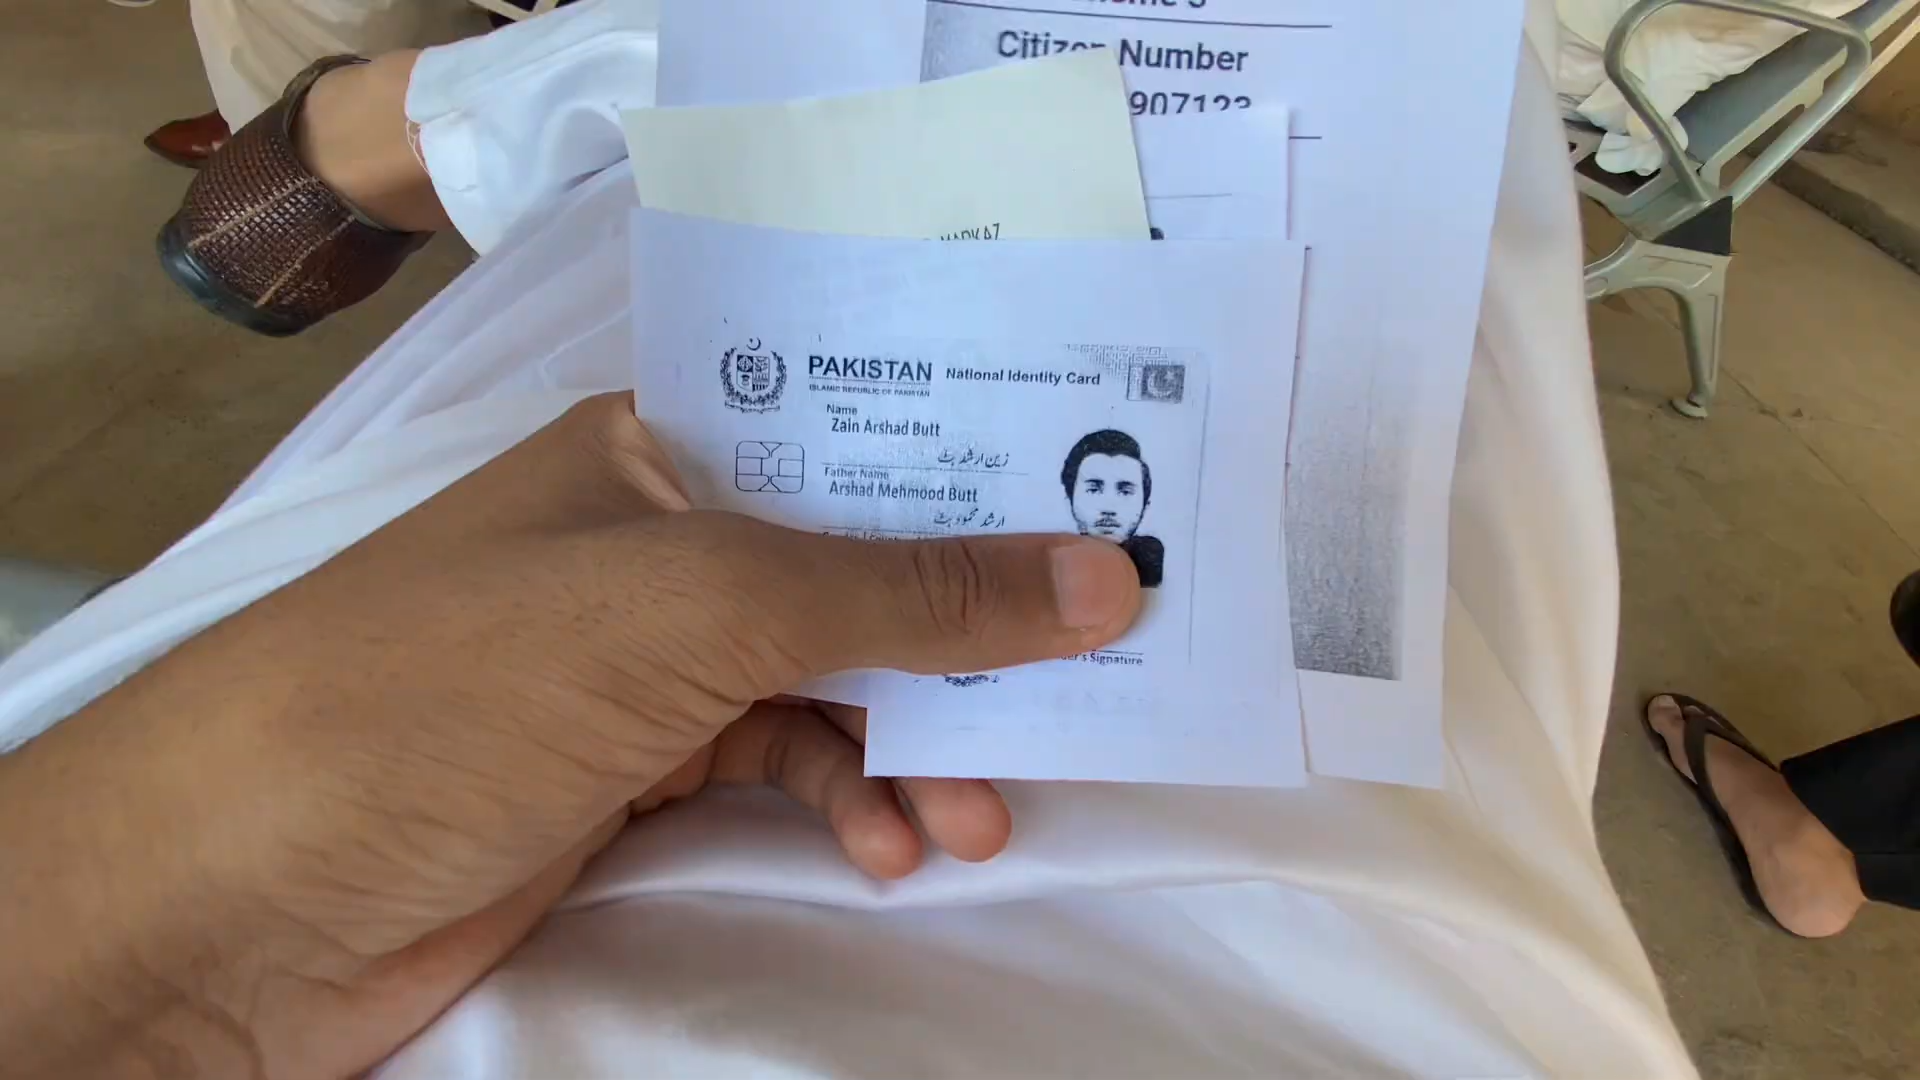 Citizen Number
907123
PAKISTAN National Identity Card
ISLAMIC REPUBLIC OF PAKISTAN
Name
Zain Arshad Butt
زین ارشد بٹ
Father Name
Arshad Mehmood Butt
ارشد محمود بٹ
Signature